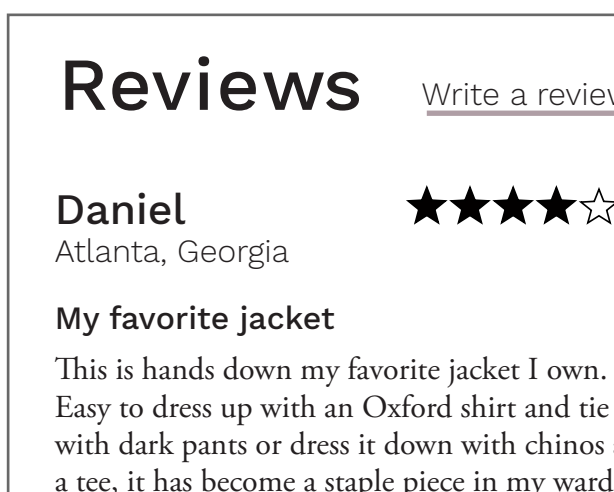 Reviews
Write a review
Daniel
Atlanta, Georgia
My favorite jacket
This is hands down my favorite jacket I own.
Easy to dress up with an Oxford shirt and tie
with dark pants or dress it down with chinos
a tee, it has become a staple piece in my